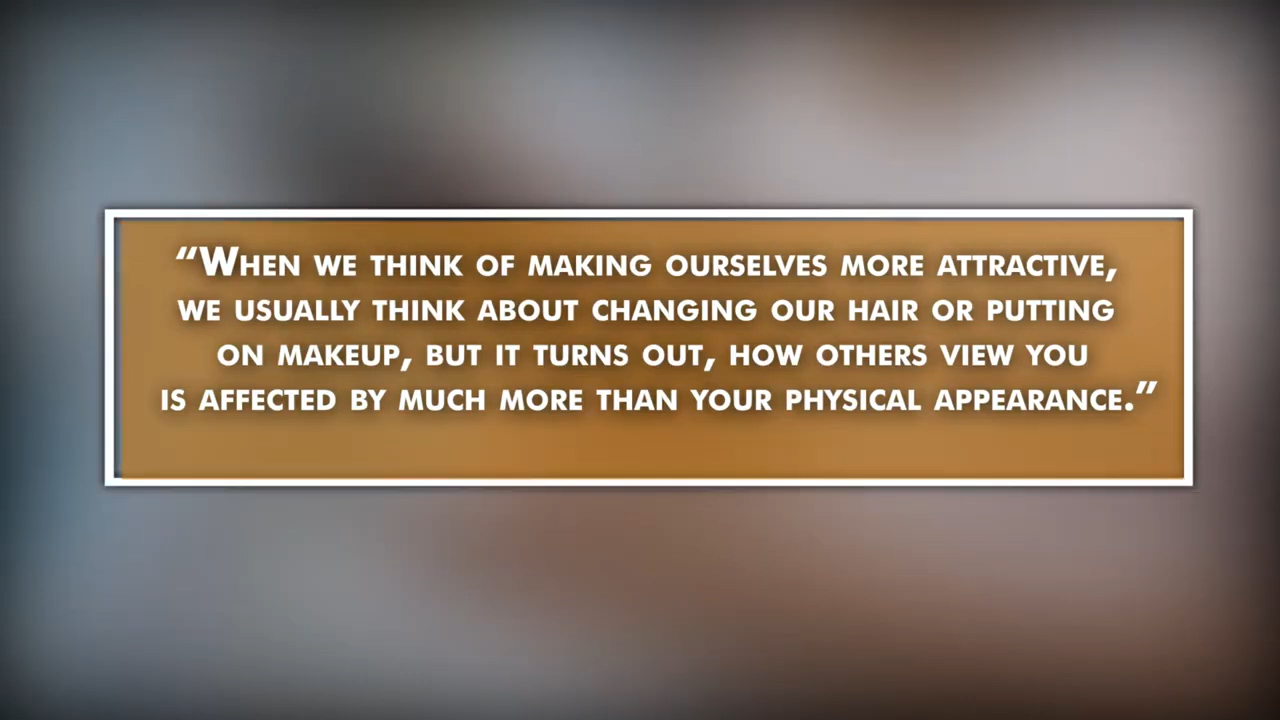 “When we think of making ourselves more attractive,
we usually think about changing our hair or putting
on makeup, but it turns out, how others view you
is affected by much more than your physical appearance.”